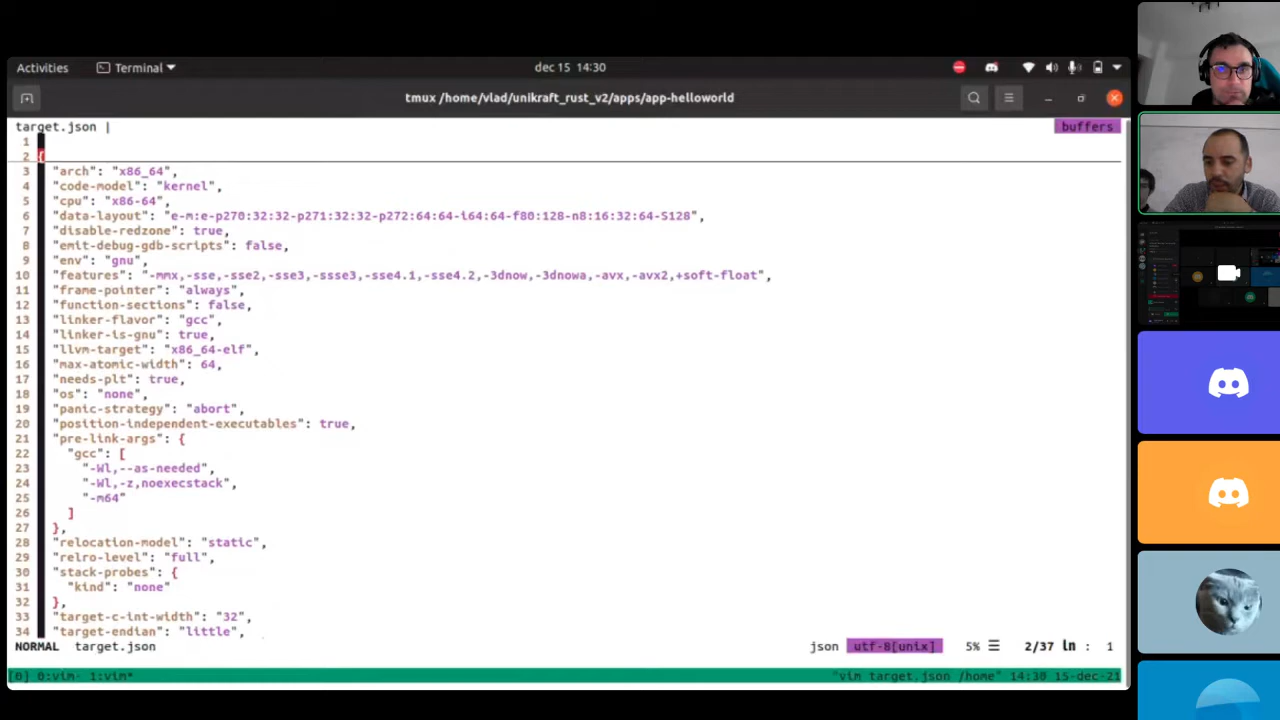 Activities
Terminal
dec 15 14:30
tmux /home/vlad/unikraft_rust_v2/apps/app-helloworld
target.json |
buffers
1
2 {
3 "arch": "x86_64",
4 "code-model": "kernel",
5 "cpu": "x86-64",
6 "data-layout": "e-m:e-p270:32:32-p271:32:32-p272:64:64-i64:64-f80:128-n8:16:32:64-S128",
7 "disable-redzone": true,
8 "emit-debug-gdb-scripts": false,
9 "env": "gnu",
10 "features": "-mmx,-sse,-sse2,-sse3,-ssse3,-sse4.1,-sse4.2,-3dnow,-3dnowa,-avx,-avx2,+soft-float",
11 "frame-pointer": "always",
12 "function-sections": false,
13 "linker-flavor": "gcc",
14 "linker-is-gnu": true,
15 "llvm-target": "x86_64-elf",
16 "max-atomic-width": 64,
17 "needs-plt": true,
18 "os": "none",
19 "panic-strategy": "abort",
20 "position-independent-executables": true,
21 "pre-link-args": {
22 "gcc": [
23 "-Wl,--as-needed",
24 "-Wl,-z,noexecstack",
25 "-m64"
26 ]
27 },
28 "relocation-model": "static",
29 "relro-level": "full",
30 "stack-probes": {
31 "kind": "none"
32 },
33 "target-c-int-width": "32",
34 "target-endian": "little",
NORMAL target.json
json utf-8[unix] 5% ☰ 2/37 ln : 1
[0] 0:vim- 1:vim*
"vim target.json /home" 14:30 15-dec-21